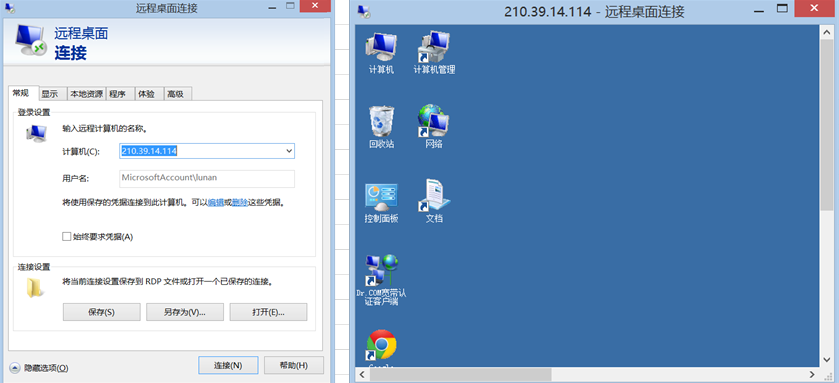 远程桌面连接
远程桌面
连接
常规 显示 本地资源 程序 体验 高级
登录设置
输入远程计算机的名称。
计算机(C): 210.39.14.114
用户名: MicrosoftAccount\lunan
将使用保存的凭据连接到此计算机。可以编辑或删除这些凭据。
始终要求凭据(A)
连接设置
将当前连接设置保存到 RDP 文件或打开一个已保存的连接。
保存(S) 另存为(V)... 打开(E)...
隐藏选项(O) 连接(N) 帮助(H)
210.39.14.114 - 远程桌面连接
计算机 计算机管理
回收站 网络
控制面板 文档
Dr.COM宽带认
证客户端
Google